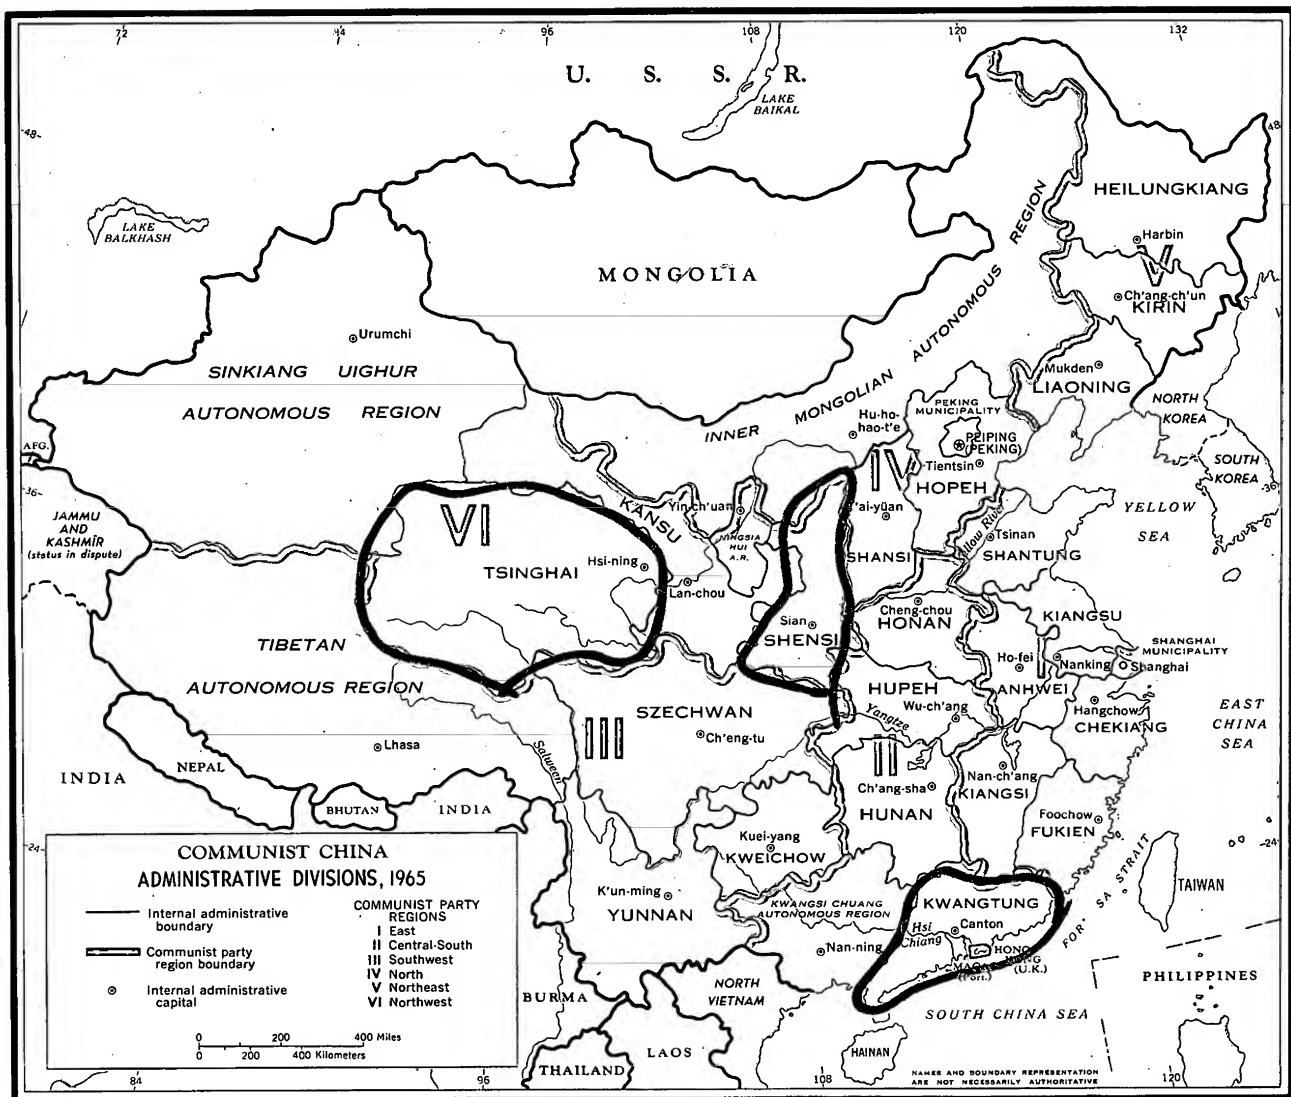 72
84
96
108
120
132
U. S. S. R.
LAKE
BAIKAL
48
48
LAKE
BALKHASH
MONGOLIA
HEILUNGKIANG
Harbin
V
Ch'ang-ch'un
KIRIN
Mukden
LIAONING
NORTH
KOREA
SOUTH
KOREA
Urumchi
SINKIANG UIGHUR
AUTONOMOUS REGION
INNER MONGOLIAN AUTONOMOUS REGION
Hu-ho-
hao-t'e
PEKING
MUNICIPALITY
PEIPING
(PEKING)
Tientsin
HOPEH
IV
AFG.
36
36
JAMMU
AND
KASHMIR
(status in dispute)
VI
TSINGHAI
Hsi-ning
KANSU
Yin-ch'uan
NINGSIA
HUI
A.R.
Lan-chou
'ai-yüan
SHANSI
Tsinan
SHANTUNG
YELLOW
SEA
Sian
SHENSI
Cheng-chou
HONAN
KIANGSU
I
Ho-fei
ANHWEI
Nanking
SHANGHAI
MUNICIPALITY
Shanghai
Hangchow
CHEKIANG
EAST
CHINA
SEA
TIBETAN
AUTONOMOUS REGION
Lhasa
SZECHWAN
Ch'eng-tu
III
Salween
HUPEH
Wu-ch'ang
Yangtze
II
Ch'ang-sha
HUNAN
Nan-ch'ang
KIANGSI
Foochow
FUKIEN
INDIA
NEPAL
BHUTAN
INDIA
Kuei-yang
KWEICHOW
K'un-ming
YUNNAN
KWANGSI CHUANG
AUTONOMOUS REGION
Nan-ning
KWANGTUNG
Canton
Hsi
Chiang
HONG
KONG
(U.K.)
MACAO
(Port.)
SA STRAIT
TAIWAN
24
24
BURMA
NORTH
VIETNAM
LAOS
THAILAND
HAINAN
SOUTH CHINA SEA
PHILIPPINES
COMMUNIST CHINA
ADMINISTRATIVE DIVISIONS, 1965
Internal administrative
boundary
Communist party
region boundary
Internal administrative
capital
COMMUNIST PARTY
REGIONS
I East
II Central-South
III Southwest
IV North
V Northeast
VI Northwest
0 200 400 Miles
0 200 400 Kilometers
NAMES AND BOUNDARY REPRESENTATION
ARE NOT NECESSARILY AUTHORITATIVE
84
96
108
120